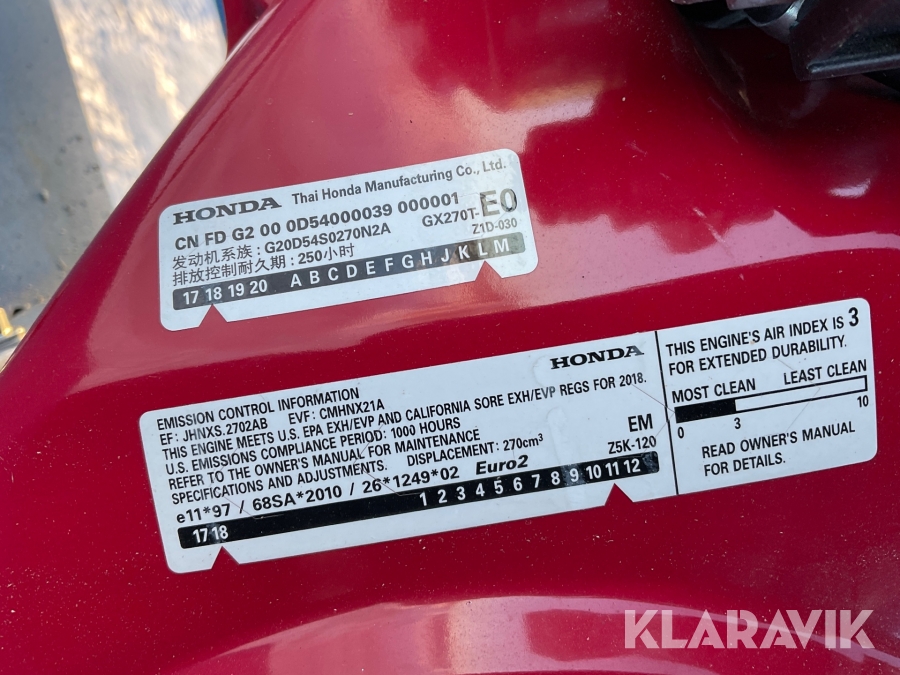 HONDA Thai Honda Manufacturing Co., Ltd.
CN FD G2 00 0D54000039 000001
GX270T- E0
发动机系族 : G20D54S0270N2A
Z1D-030
排放控制耐久期 : 250小时
17 18 19 20 A B C D E F G H J K L M
HONDA
EMISSION CONTROL INFORMATION
EF: JHNXS.2702AB EVF: CMHNX21A
THIS ENGINE MEETS U.S. EPA EXH/EVP AND CALIFORNIA SORE EXH/EVP REGS FOR 2018.
U.S. EMISSIONS COMPLIANCE PERIOD: 1000 HOURS
REFER TO THE OWNER'S MANUAL FOR MAINTENANCE
SPECIFICATIONS AND ADJUSTMENTS. DISPLACEMENT: 270cm³
EM
Z5K-120
e11*97 / 68SA*2010 / 26*1249*02 Euro2
17 18 1 2 3 4 5 6 7 8 9 10 11 12
THIS ENGINE'S AIR INDEX IS 3
FOR EXTENDED DURABILITY.
MOST CLEAN LEAST CLEAN
0 3 10
READ OWNER'S MANUAL
FOR DETAILS.
KLARAVIK